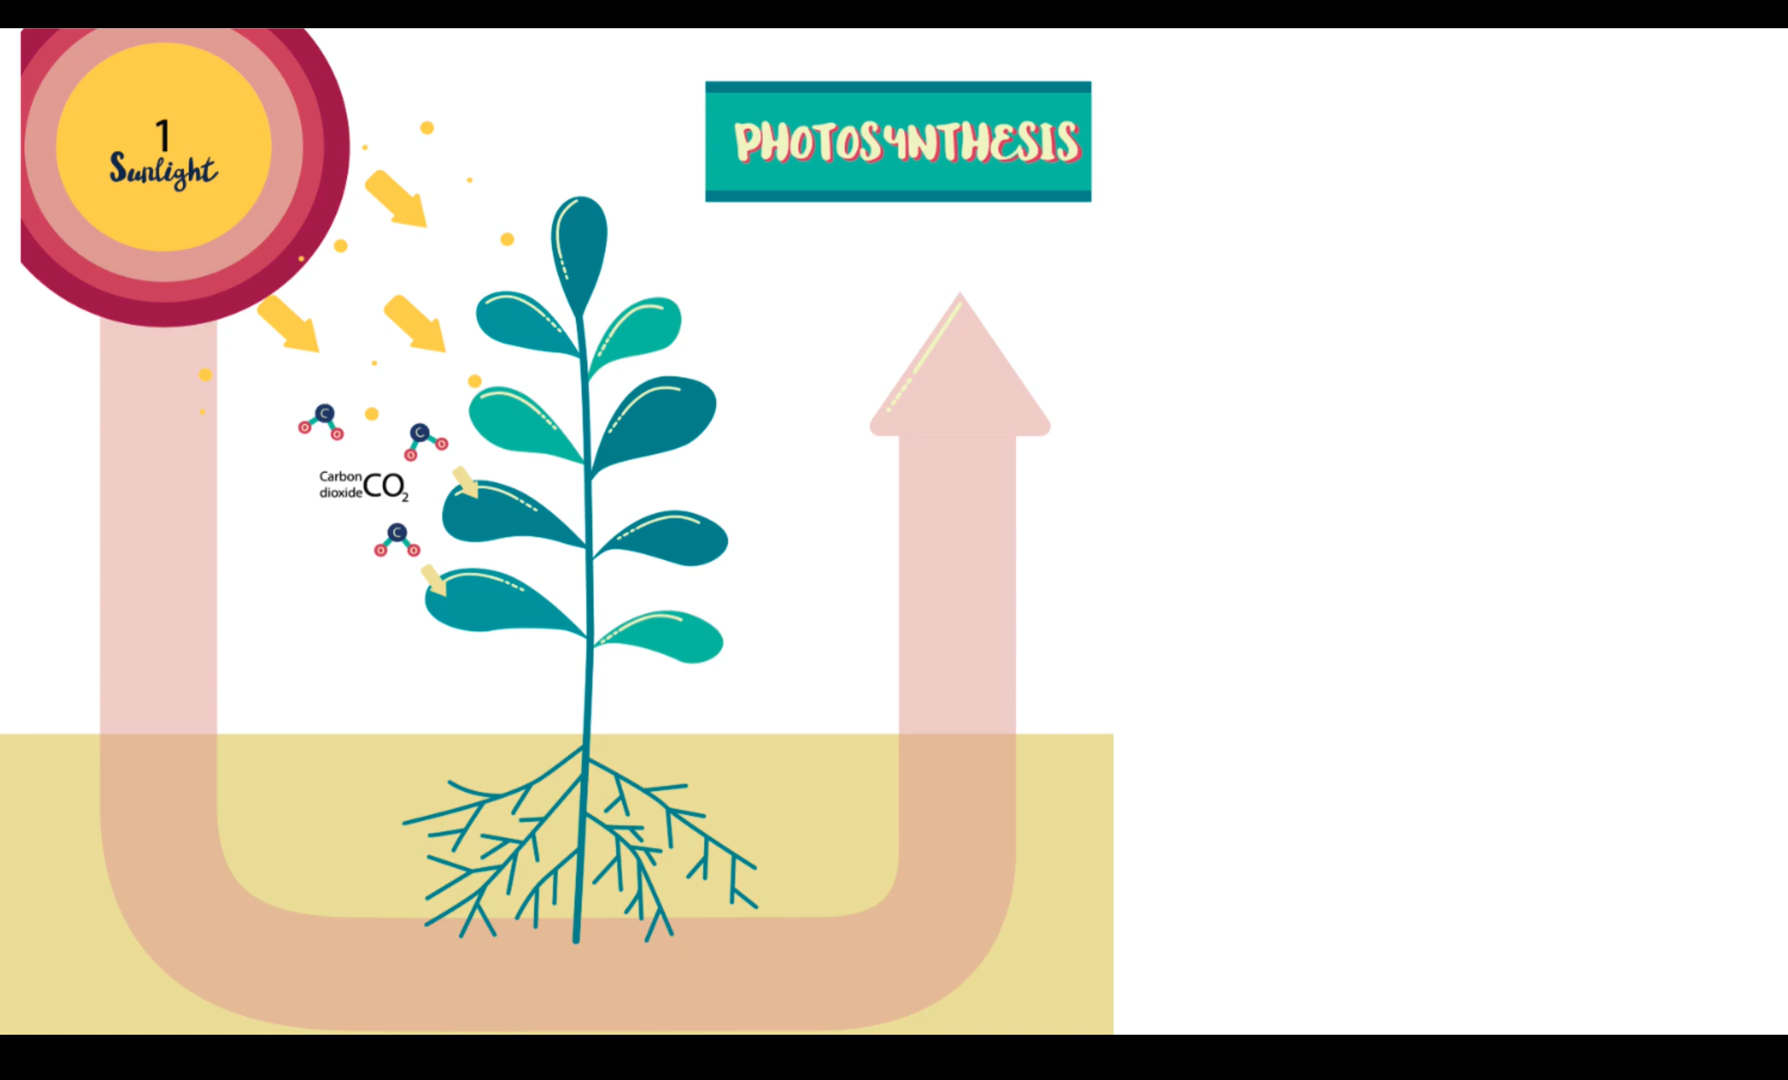 1
Sunlight
PHOTOSYNTHESIS
C
O O
C
O O
Carbon
dioxide CO₂
C
O O